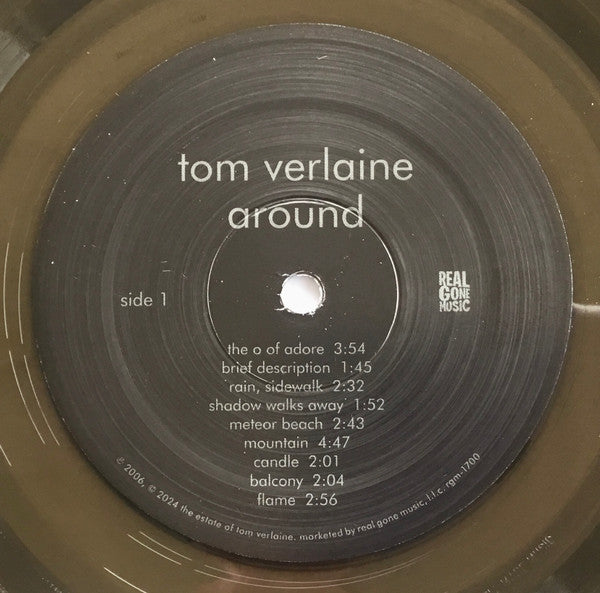 tom verlaine
around
side 1
REAL
GONE
MUSIC
the o of adore 3:54
brief description 1:45
rain, sidewalk 2:32
shadow walks away 1:52
meteor beach 2:43
mountain 4:47
candle 2:01
balcony 2:04
flame 2:56
℗ 2006, © 2024 the estate of tom verlaine. marketed by real gone music, l.l.c. rgm-1700